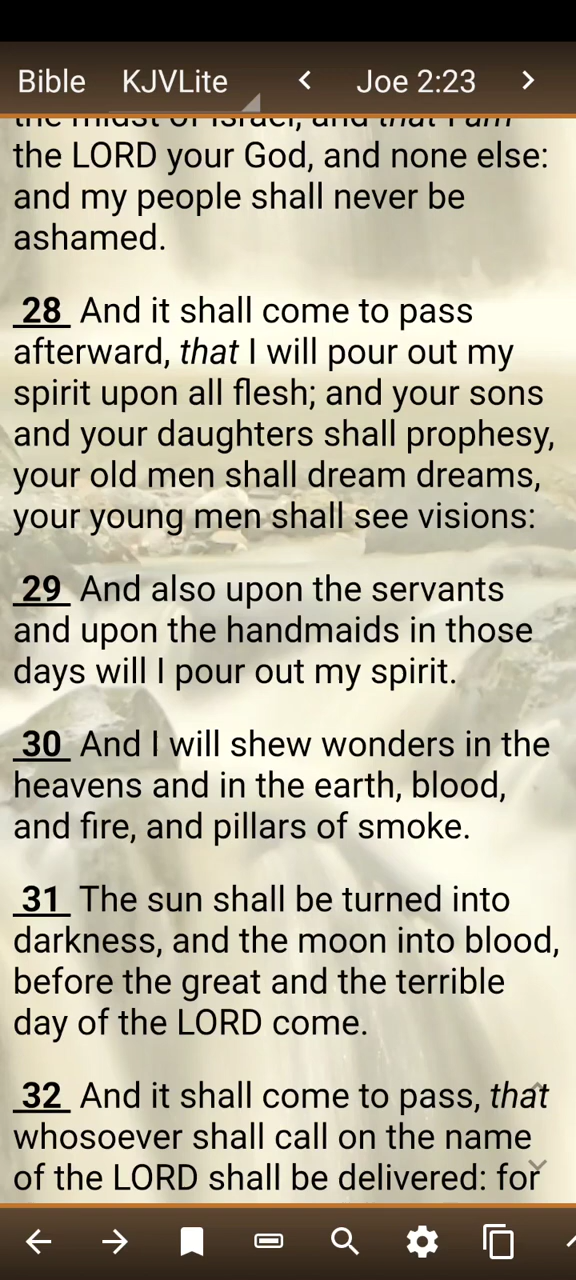 Bible KJVLite < Joe 2:23 >
the midst of Israel, and that I am
the LORD your God, and none else:
and my people shall never be
ashamed.
28 And it shall come to pass
afterward, that I will pour out my
spirit upon all flesh; and your sons
and your daughters shall prophesy,
your old men shall dream dreams,
your young men shall see visions:
29 And also upon the servants
and upon the handmaids in those
days will I pour out my spirit.
30 And I will shew wonders in the
heavens and in the earth, blood,
and fire, and pillars of smoke.
31 The sun shall be turned into
darkness, and the moon into blood,
before the great and the terrible
day of the LORD come.
32 And it shall come to pass, that
whosoever shall call on the name
of the LORD shall be delivered: for